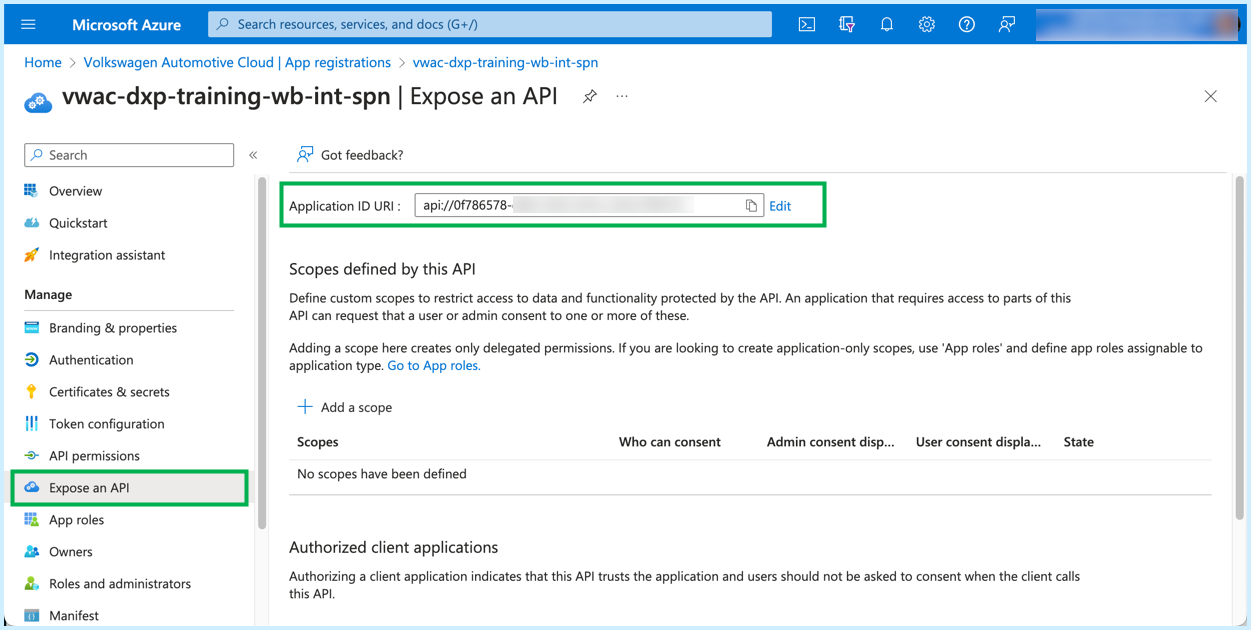 Microsoft Azure
Search resources, services, and docs (G+/)
Home > Volkswagen Automotive Cloud | App registrations > vwac-dxp-training-wb-int-spn
vwac-dxp-training-wb-int-spn | Expose an API
Search
«
Got feedback?
Overview
Quickstart
Integration assistant
Manage
Branding & properties
Authentication
Certificates & secrets
Token configuration
API permissions
Expose an API
App roles
Owners
Roles and administrators
Manifest
Application ID URI : api://0f786578- Edit
Scopes defined by this API
Define custom scopes to restrict access to data and functionality protected by the API. An application that requires access to parts of this
API can request that a user or admin consent to one or more of these.
Adding a scope here creates only delegated permissions. If you are looking to create application-only scopes, use 'App roles' and define app roles assignable to
application type. Go to App roles.
Add a scope
Scopes Who can consent Admin consent disp... User consent displa... State
No scopes have been defined
Authorized client applications
Authorizing a client application indicates that this API trusts the application and users should not be asked to consent when the client calls
this API.